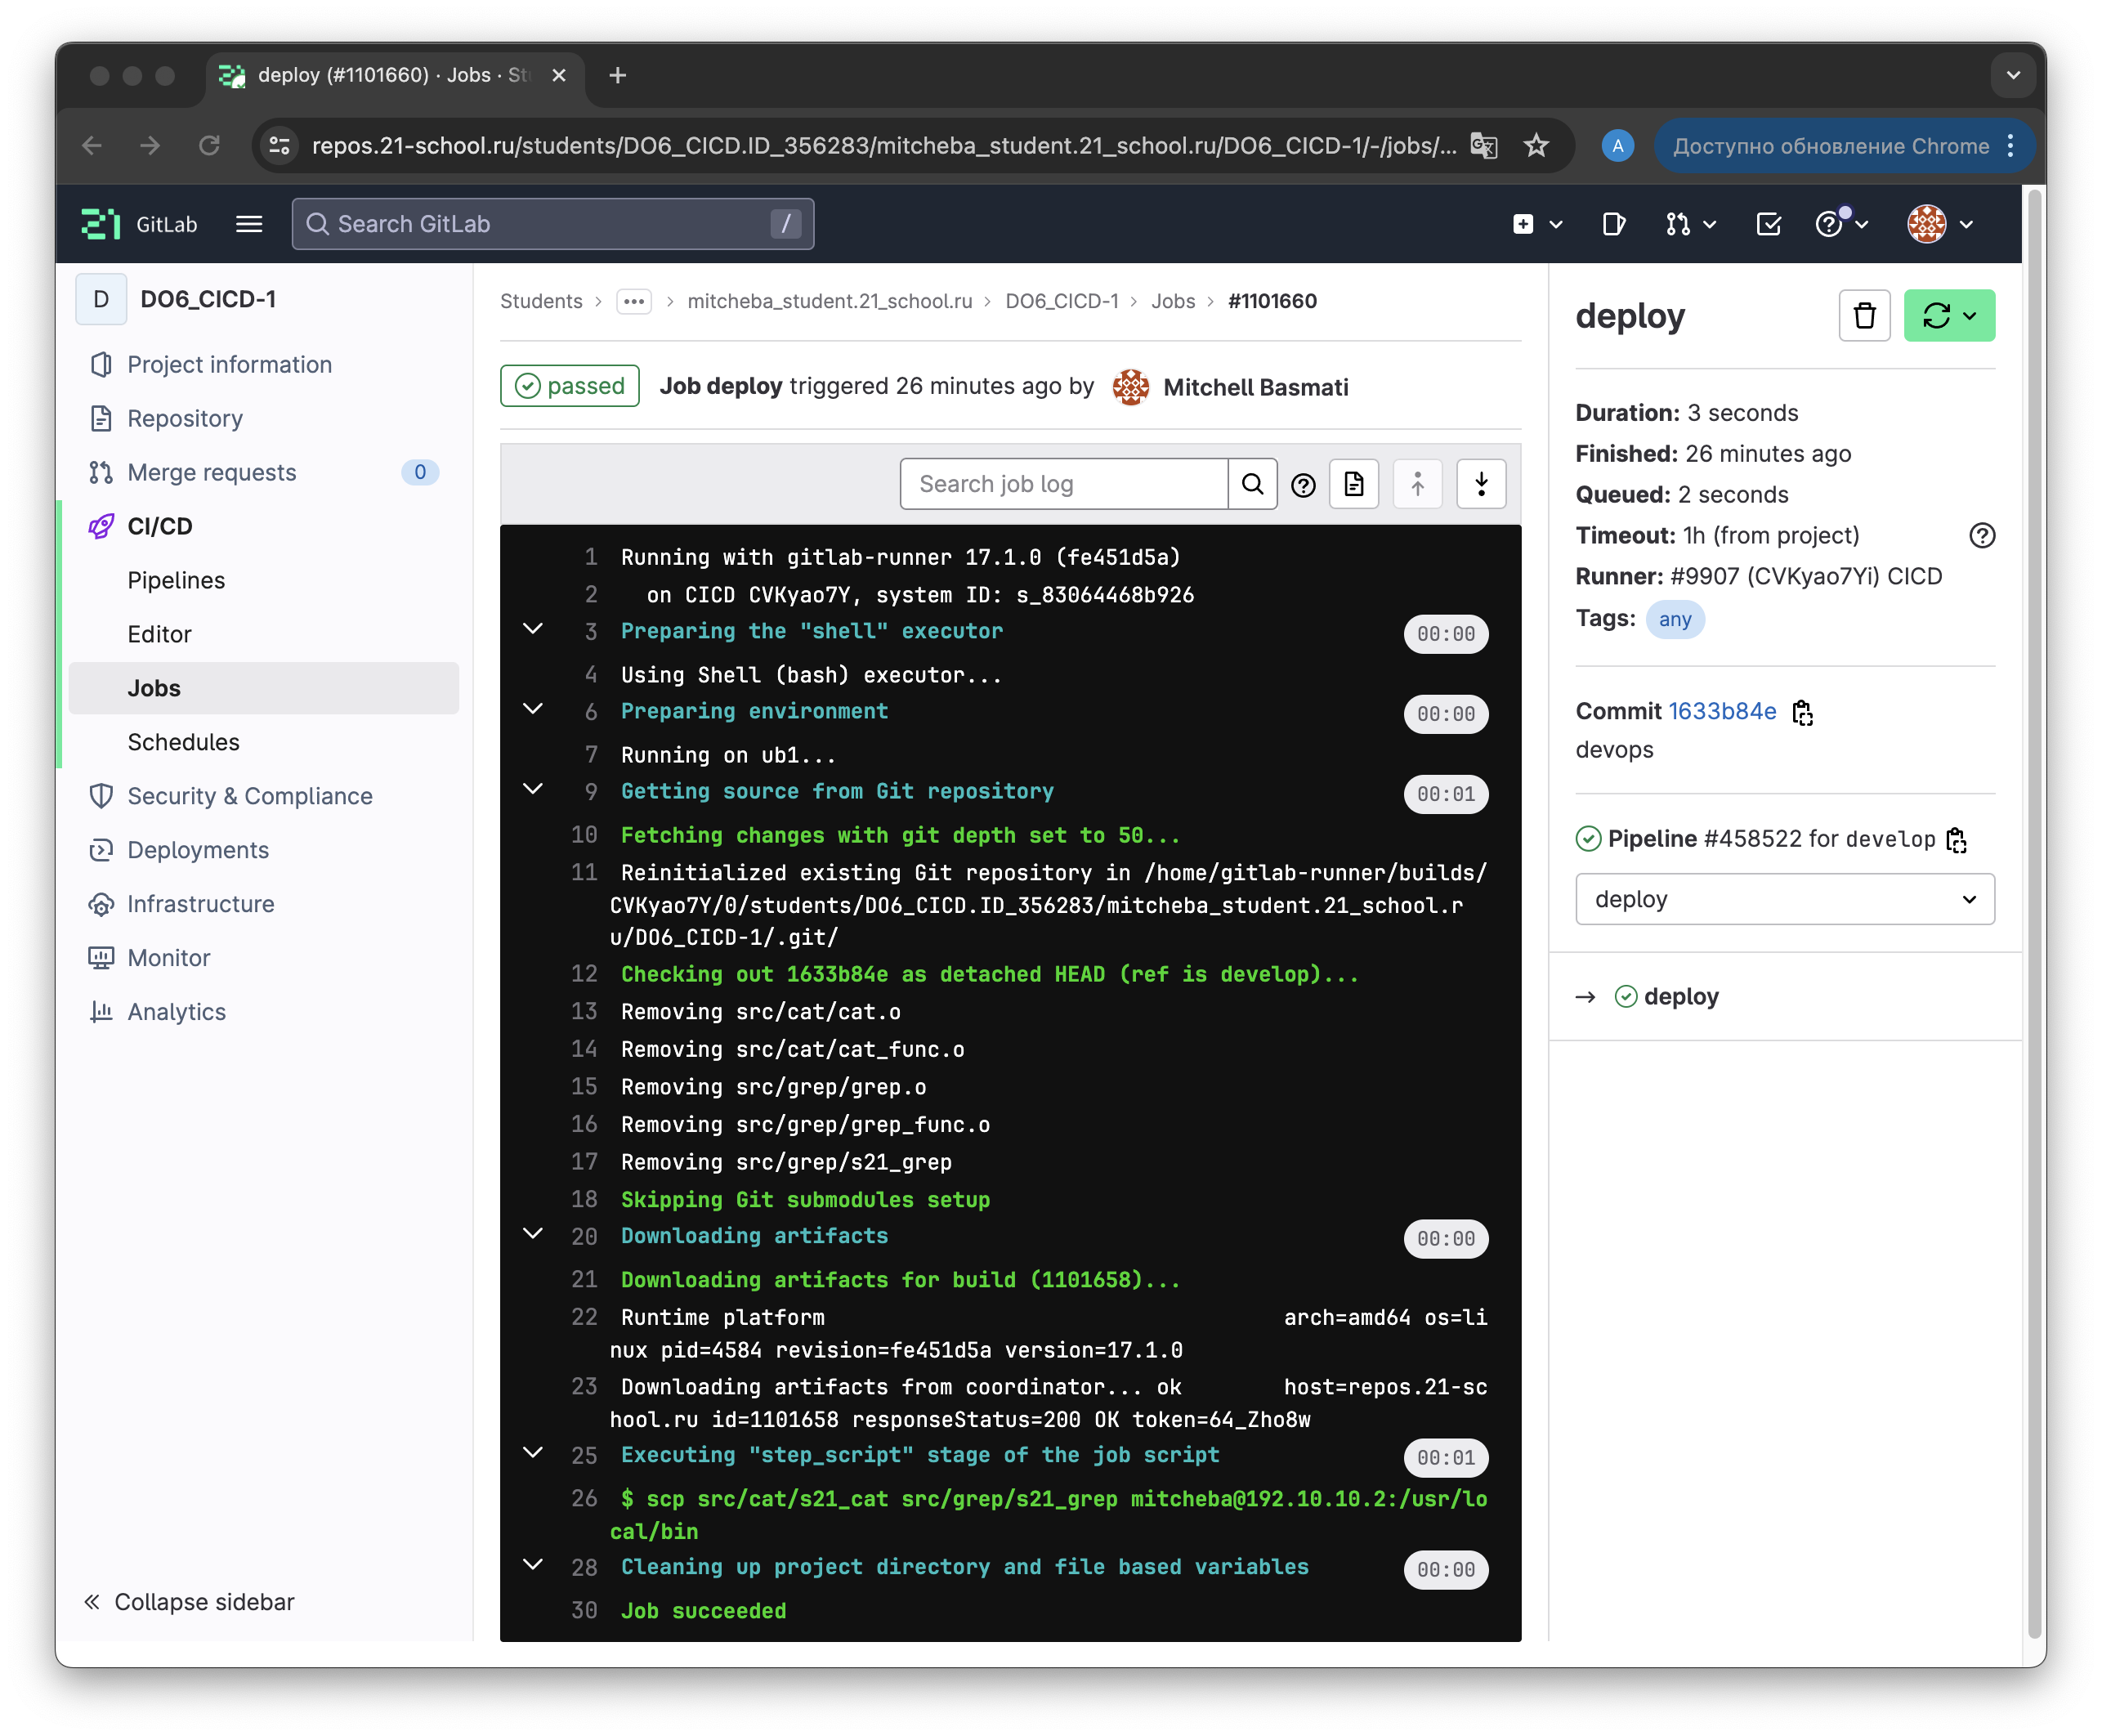 deploy (#1101660) · Jobs · St
repos.21-school.ru/students/DO6_CICD.ID_356283/mitcheba_student.21_school.ru/DO6_CICD-1/-/jobs/...
A
Доступно обновление Chrome
GitLab
Search GitLab
/
D
DO6_CICD-1
Project information
Repository
Merge requests
0
CI/CD
Pipelines
Editor
Jobs
Schedules
Security & Compliance
Deployments
Infrastructure
Monitor
Analytics
Collapse sidebar
Students > ... > mitcheba_student.21_school.ru > DO6_CICD-1 > Jobs > #1101660
passed Job deploy triggered 26 minutes ago by Mitchell Basmati
Search job log
1 Running with gitlab-runner 17.1.0 (fe451d5a)
2 on CICD CVKyao7Y, system ID: s_83064468b926
3 Preparing the "shell" executor 00:00
4 Using Shell (bash) executor...
6 Preparing environment 00:00
7 Running on ub1...
9 Getting source from Git repository 00:01
10 Fetching changes with git depth set to 50...
11 Reinitialized existing Git repository in /home/gitlab-runner/builds/
CVKyao7Y/0/students/DO6_CICD.ID_356283/mitcheba_student.21_school.r
u/DO6_CICD-1/.git/
12 Checking out 1633b84e as detached HEAD (ref is develop)...
13 Removing src/cat/cat.o
14 Removing src/cat/cat_func.o
15 Removing src/grep/grep.o
16 Removing src/grep/grep_func.o
17 Removing src/grep/s21_grep
18 Skipping Git submodules setup
20 Downloading artifacts 00:00
21 Downloading artifacts for build (1101658)...
22 Runtime platform arch=amd64 os=li
nux pid=4584 revision=fe451d5a version=17.1.0
23 Downloading artifacts from coordinator... ok host=repos.21-sc
hool.ru id=1101658 responseStatus=200 OK token=64_Zho8w
25 Executing "step_script" stage of the job script 00:01
26 $ scp src/cat/s21_cat src/grep/s21_grep mitcheba@192.10.10.2:/usr/lo
cal/bin
28 Cleaning up project directory and file based variables 00:00
30 Job succeeded
deploy
Duration: 3 seconds
Finished: 26 minutes ago
Queued: 2 seconds
Timeout: 1h (from project)
Runner: #9907 (CVKyao7Yi) CICD
Tags: any
Commit 1633b84e
devops
Pipeline #458522 for develop
deploy
→ deploy